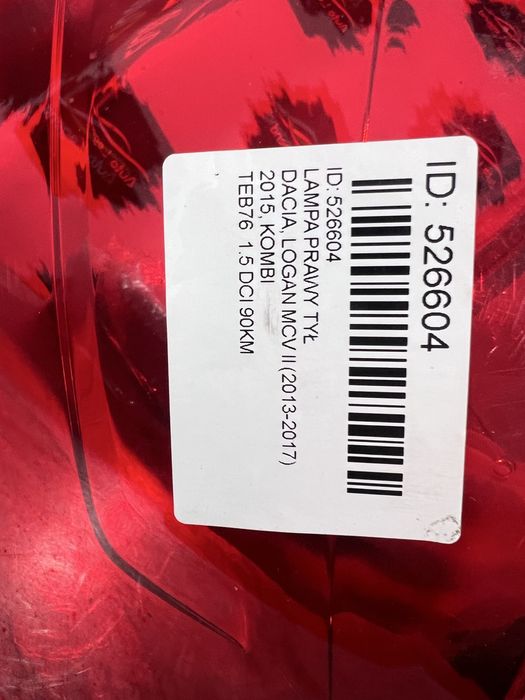 ID: 526604
ID: 526604
LAMPA PRAWY TYŁ
DACIA, LOGAN MCV II (2013-2017)
2015, KOMBI
TEB76 1.5 DCI 90KM